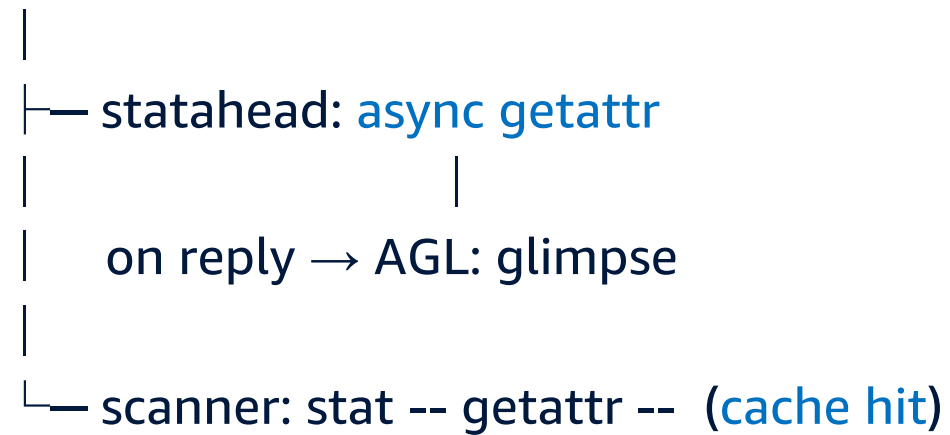 │
├— statahead: async getattr
│ |
│ on reply → AGL: glimpse
│
└— scanner: stat -- getattr -- (cache hit)